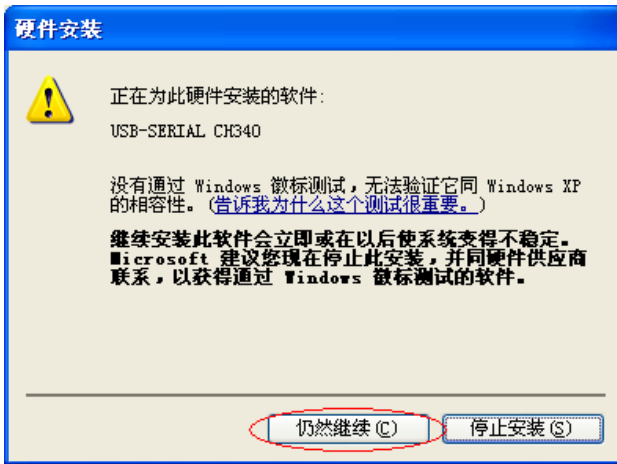 硬件安装
正在为此硬件安装的软件:
USB-SERIAL CH340
没有通过 Windows 徽标测试，无法验证它同 Windows XP
的相容性。(告诉我为什么这个测试很重要。)
继续安装此软件会立即或在以后使系统变得不稳定。
Microsoft 建议您现在停止此安装，并同硬件供应商
联系，以获得通过 Windows 徽标测试的软件。
仍然继续(C)
停止安装(S)